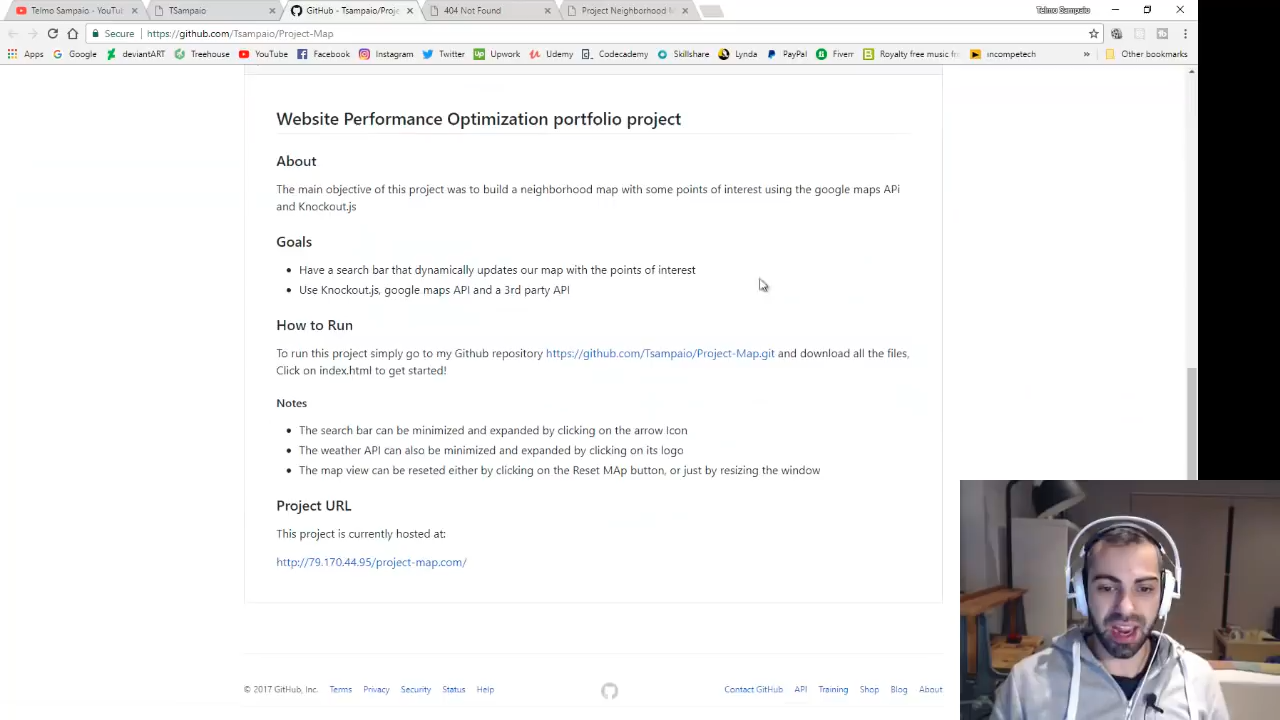 Telmo Sampaio - YouTu
TSampaio
GitHub - Tsampaio/Proje
404 Not Found
Project Neighborhood M
Telmo Sampaio
Secure
https://github.com/Tsampaio/Project-Map
Apps
Google
deviantART
Treehouse
YouTube
Facebook
Instagram
Twitter
Upwork
Udemy
Codecademy
Skillshare
Lynda
PayPal
Fiverr
Royalty free music fr
incompetech
»
Other bookmarks
Website Performance Optimization portfolio project
About
The main objective of this project was to build a neighborhood map with some points of interest using the google maps APi
and Knockout.js
Goals
Have a search bar that dynamically updates our map with the points of interest
Use Knockout.js, google maps API and a 3rd party API
How to Run
To run this project simply go to my Github repository https://github.com/Tsampaio/Project-Map.git and download all the files,
Click on index.html to get started!
Notes
The search bar can be minimized and expanded by clicking on the arrow Icon
The weather API can also be minimized and expanded by clicking on its logo
The map view can be reseted either by clicking on the Reset MAp button, or just by resizing the window
Project URL
This project is currently hosted at:
http://79.170.44.95/project-map.com/
© 2017 GitHub, Inc. Terms Privacy Security Status Help
Contact GitHub API Training Shop Blog About